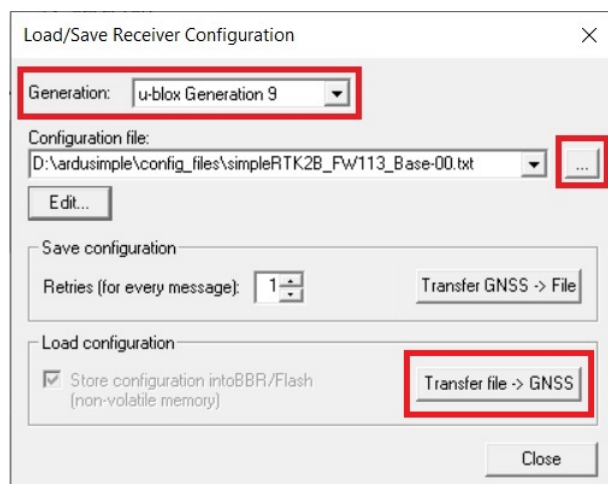 Load/Save Receiver Configuration
Generation: u-blox Generation 9
Configuration file:
D:\ardusimple\config_files\simpleRTK2B_FW113_Base-00.txt ...
Edit...
Save configuration
Retries (for every message): 1 Transfer GNSS -> File
Load configuration
Store configuration intoBBR/Flash
(non-volatile memory)
Transfer file -> GNSS
Close